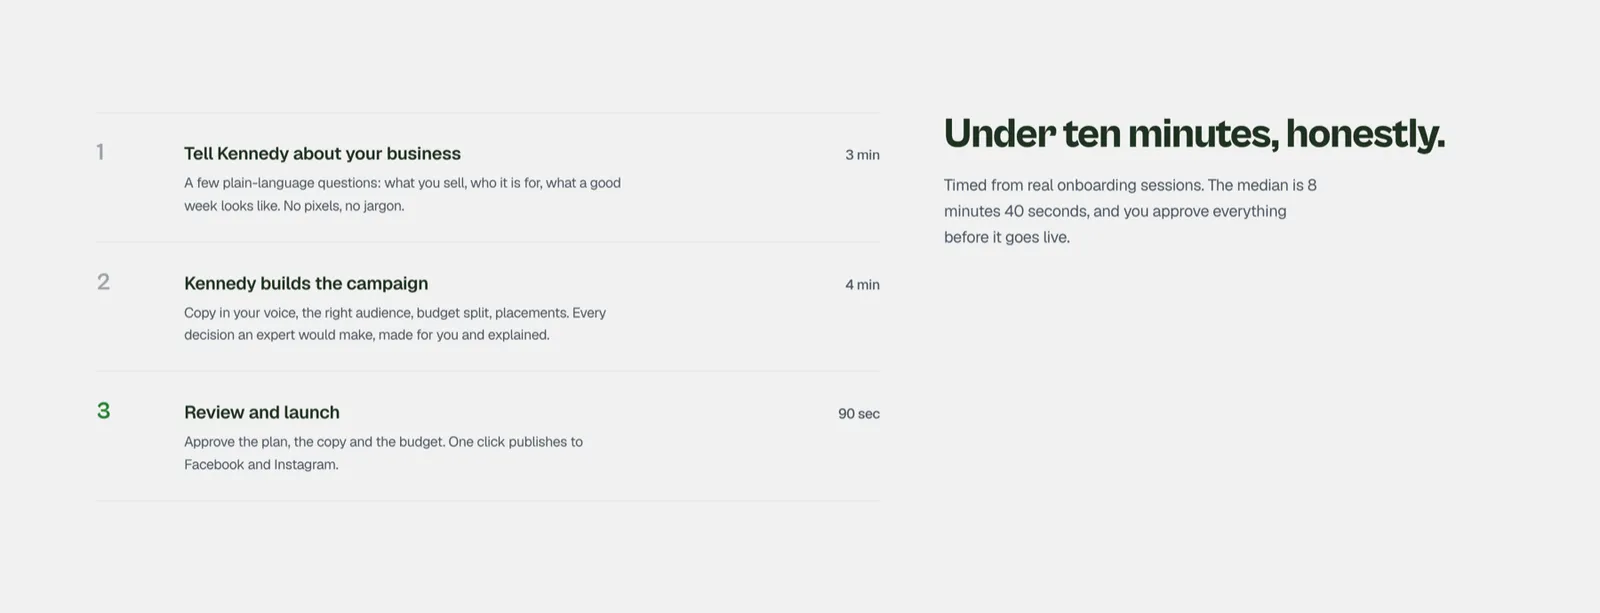 1
Tell Kennedy about your business
3 min
A few plain-language questions: what you sell, who it is for, what a good
week looks like. No pixels, no jargon.
2
Kennedy builds the campaign
4 min
Copy in your voice, the right audience, budget split, placements. Every
decision an expert would make, made for you and explained.
3
Review and launch
90 sec
Approve the plan, the copy and the budget. One click publishes to
Facebook and Instagram.
Under ten minutes, honestly.
Timed from real onboarding sessions. The median is 8
minutes 40 seconds, and you approve everything
before it goes live.